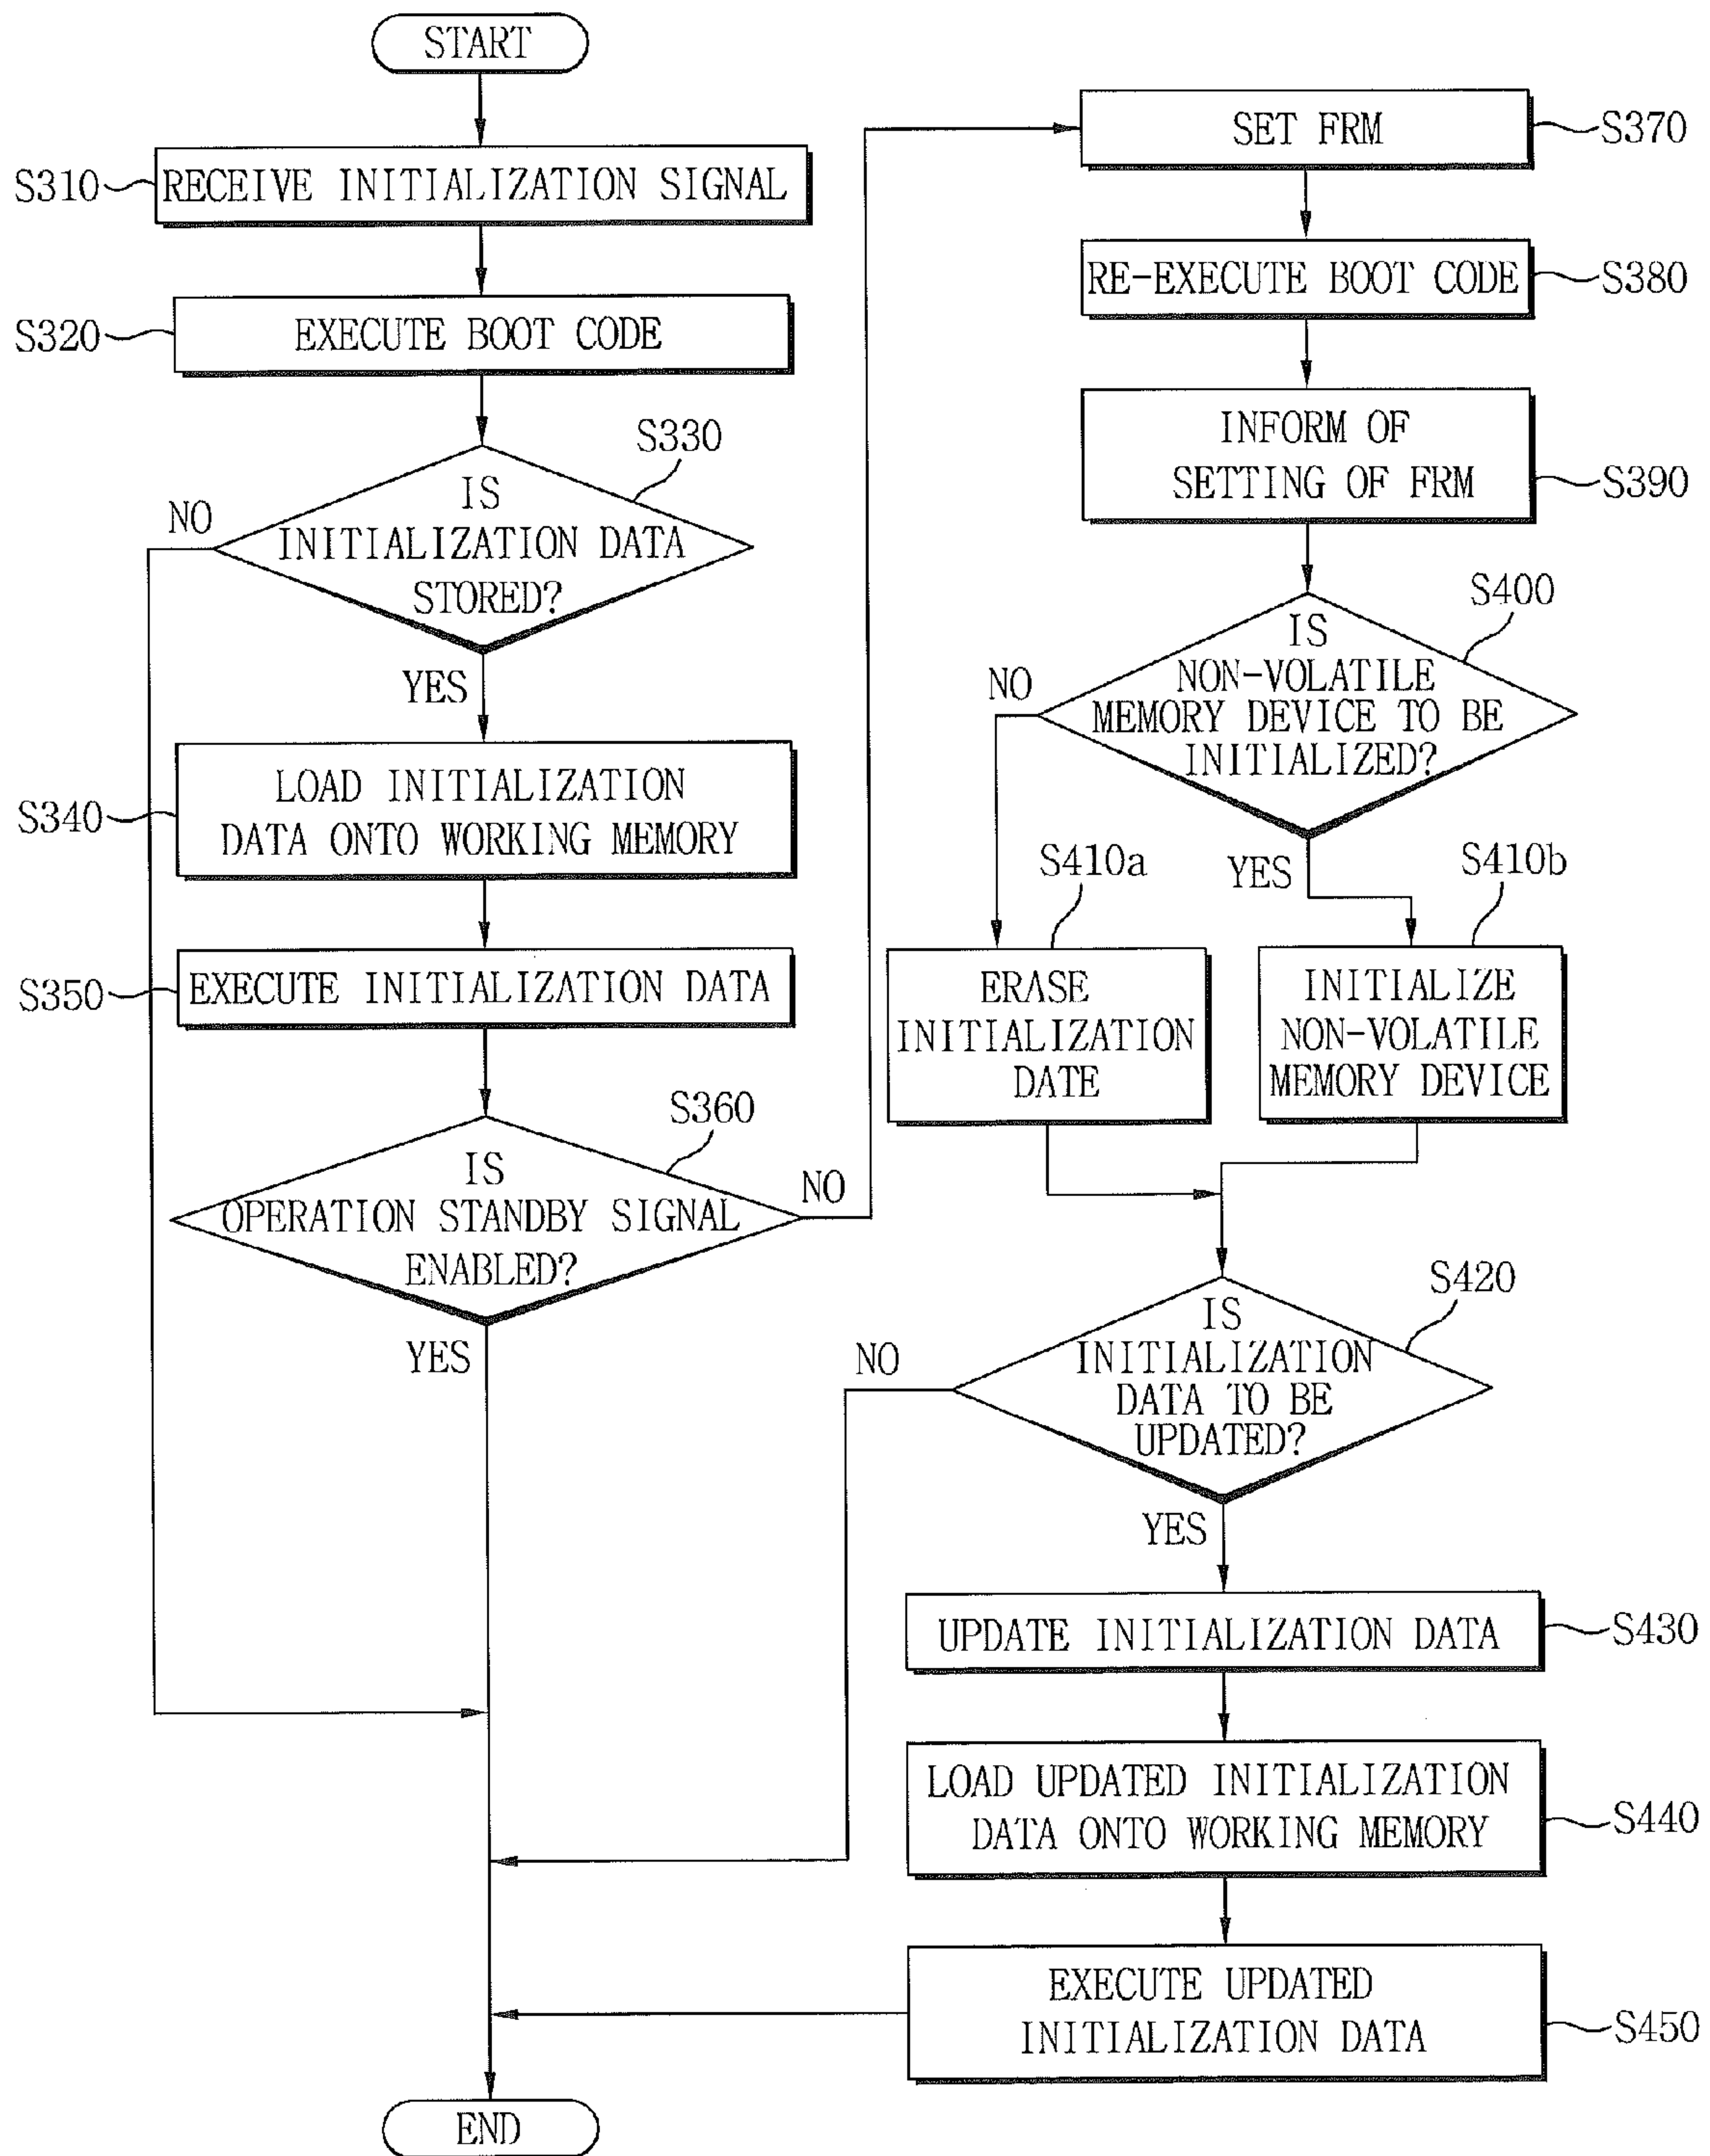 START
S310
RECEIVE INITIALIZATION SIGNAL
S320
EXECUTE BOOT CODE
S330
IS
INITIALIZATION DATA
STORED?
NO
YES
S340
LOAD INITIALIZATION
DATA ONTO WORKING MEMORY
S350
EXECUTE INITIALIZATION DATA
S360
IS
OPERATION STANDBY SIGNAL
ENABLED?
NO
YES
SET FRM
S370
RE-EXECUTE BOOT CODE
S380
INFORM OF
SETTING OF FRM
S390
S400
IS
NON-VOLATILE
MEMORY DEVICE TO BE
INITIALIZED?
NO
YES
S410a
ERASE
INITIALIZATION
DATE
S410b
INITIALIZE
NON-VOLATILE
MEMORY DEVICE
S420
IS
INITIALIZATION
DATA TO BE
UPDATED?
NO
YES
UPDATE INITIALIZATION DATA
S430
LOAD UPDATED INITIALIZATION
DATA ONTO WORKING MEMORY
S440
EXECUTE UPDATED
INITIALIZATION DATA
S450
END